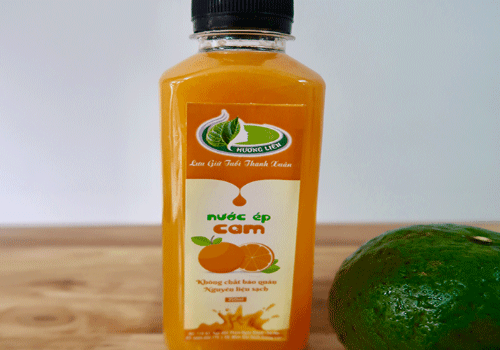 HƯƠNG LIÊN
Lưu Giữ Tuổi Thanh Xuân
nước ép
cam
Không chất bảo quản
Nguyên liệu sạch